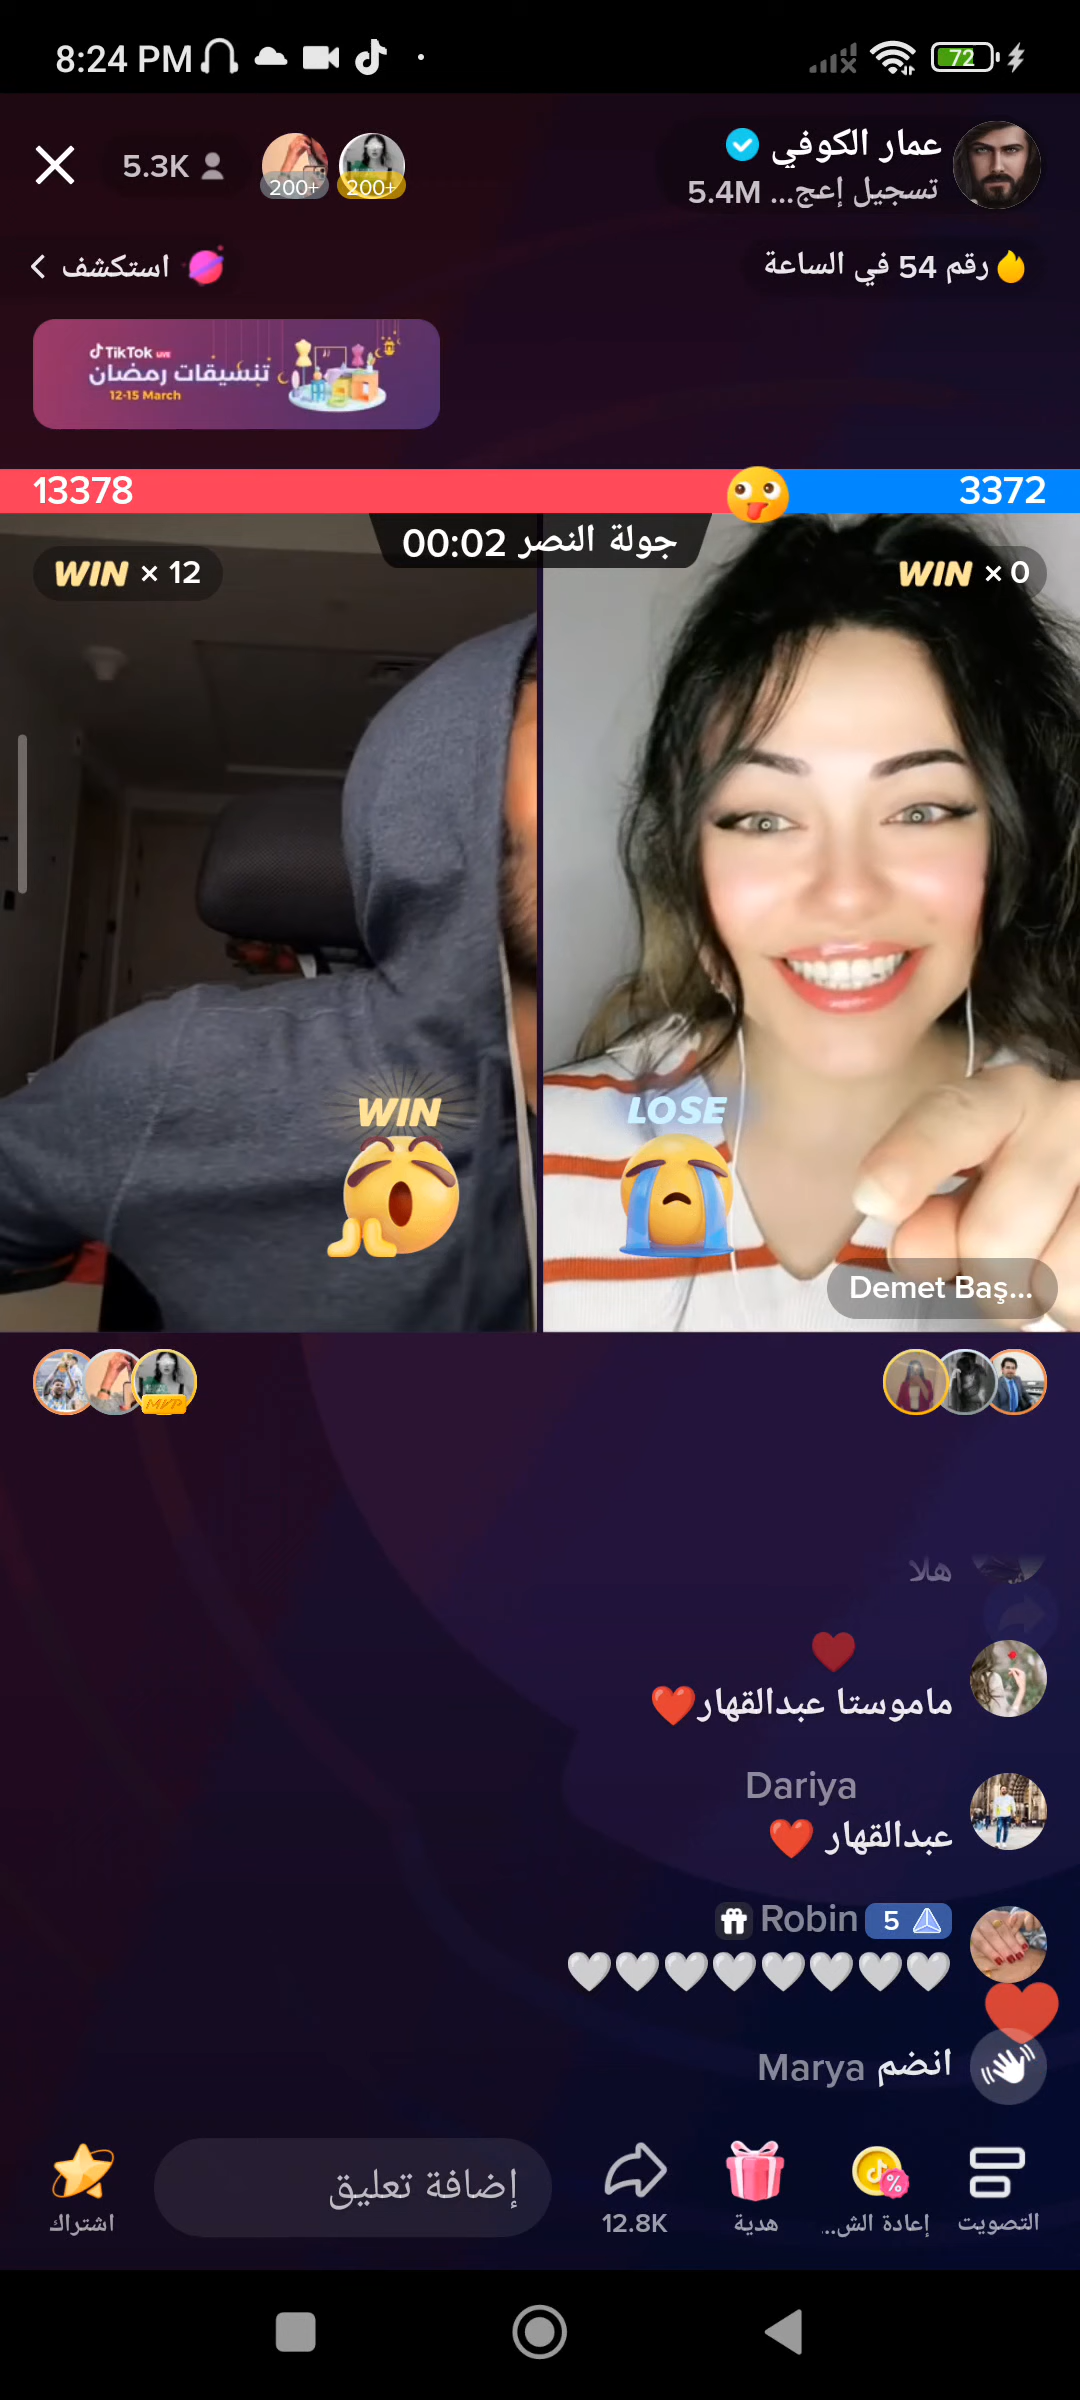 8:24 PM
72
5.3K
200+
200+
عمار الكوفي
تسجيل إعج... 5.4M
استكشف
رقم 54 في الساعة
TikTok LIVE
تنسيقات رمضان
12-15 March
13378
3372
جولة النصر 00:02
WIN × 12
WIN × 0
WIN
LOSE
Demet Baş...
MVP
هلا
ماموستا عبدالقهار❤️
Dariya
عبدالقهار ❤️
Robin 5
🤍🤍🤍🤍🤍🤍🤍🤍
Marya انضم
اشتراك
إضافة تعليق
12.8K
هدية
إعادة الش...
التصويت